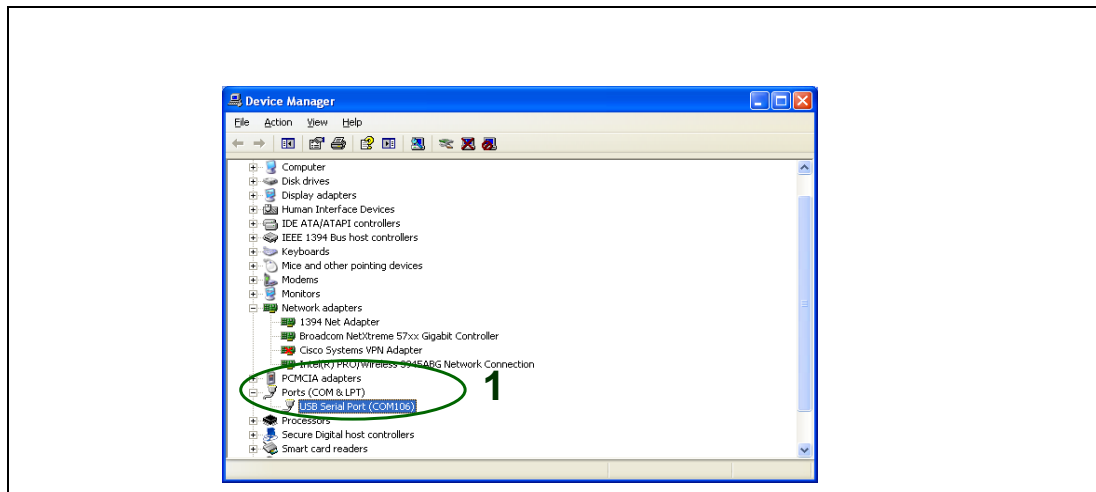 Device Manager
File Action View Help
Computer
Disk drives
Display adapters
Human Interface Devices
IDE ATA/ATAPI controllers
IEEE 1394 Bus host controllers
Keyboards
Mice and other pointing devices
Modems
Monitors
Network adapters
1394 Net Adapter
Broadcom NetXtreme 57xx Gigabit Controller
Cisco Systems VPN Adapter
Intel(R) PRO/Wireless 3945ABG Network Connection
PCMCIA adapters
Ports (COM & LPT)
1
USB Serial Port (COM106)
Processors
Secure Digital host controllers
Smart card readers